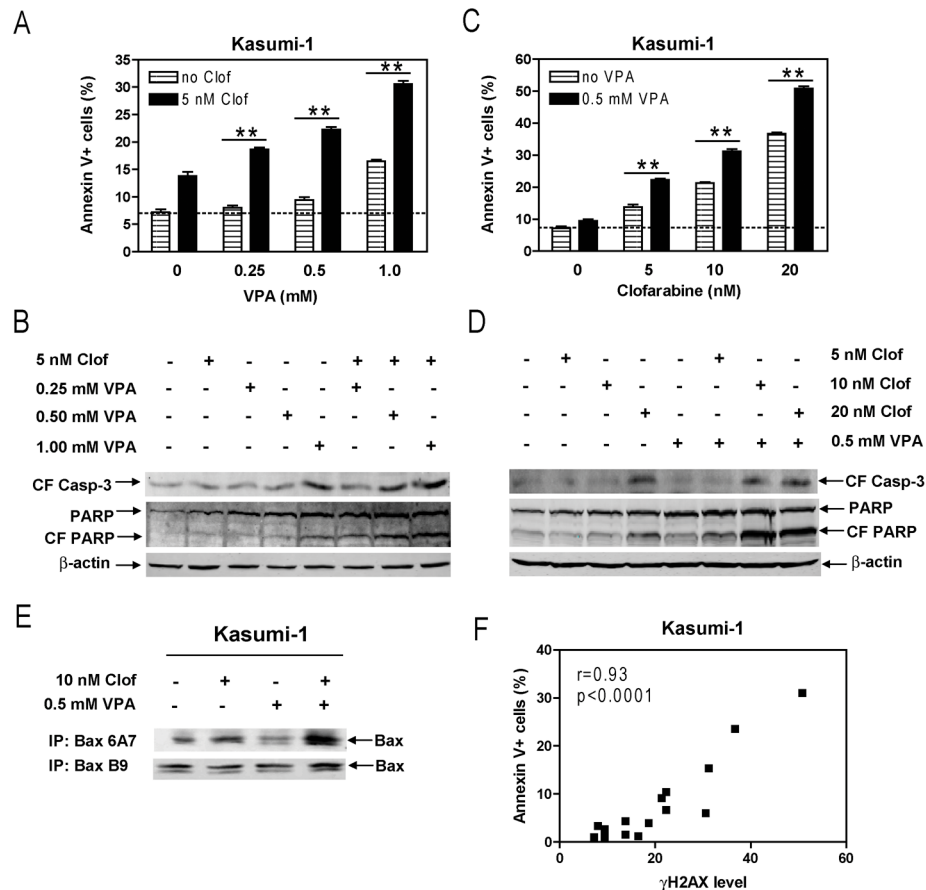 A
Kasumi-1
Annexin V+ cells (%)
35
30
25
20
15
10
5
0
no Clof
5 nM Clof
**
**
**
0 0.25 0.5 1.0
VPA (mM)
C
Kasumi-1
Annexin V+ cells (%)
60
50
40
30
20
10
0
no VPA
0.5 mM VPA
**
**
**
0 5 10 20
Clofarabine (nM)
B
5 nM Clof - + - - - + + +
0.25 mM VPA - - + - - + - -
0.50 mM VPA - - - + - - + -
1.00 mM VPA - - - - + - - +
CF Casp-3
PARP
CF PARP
β-actin
D
- + - - - + - - 5 nM Clof
- - + - - - + - 10 nM Clof
- - - + - - - + 20 nM Clof
- - - - + + + + 0.5 mM VPA
CF Casp-3
PARP
CF PARP
β-actin
E
Kasumi-1
10 nM Clof - + - +
0.5 mM VPA - - + +
IP: Bax 6A7 Bax
IP: Bax B9 Bax
F
Kasumi-1
Annexin V+ cells (%)
40
30
20
10
0
r=0.93
p<0.0001
0 20 40 60
γH2AX level